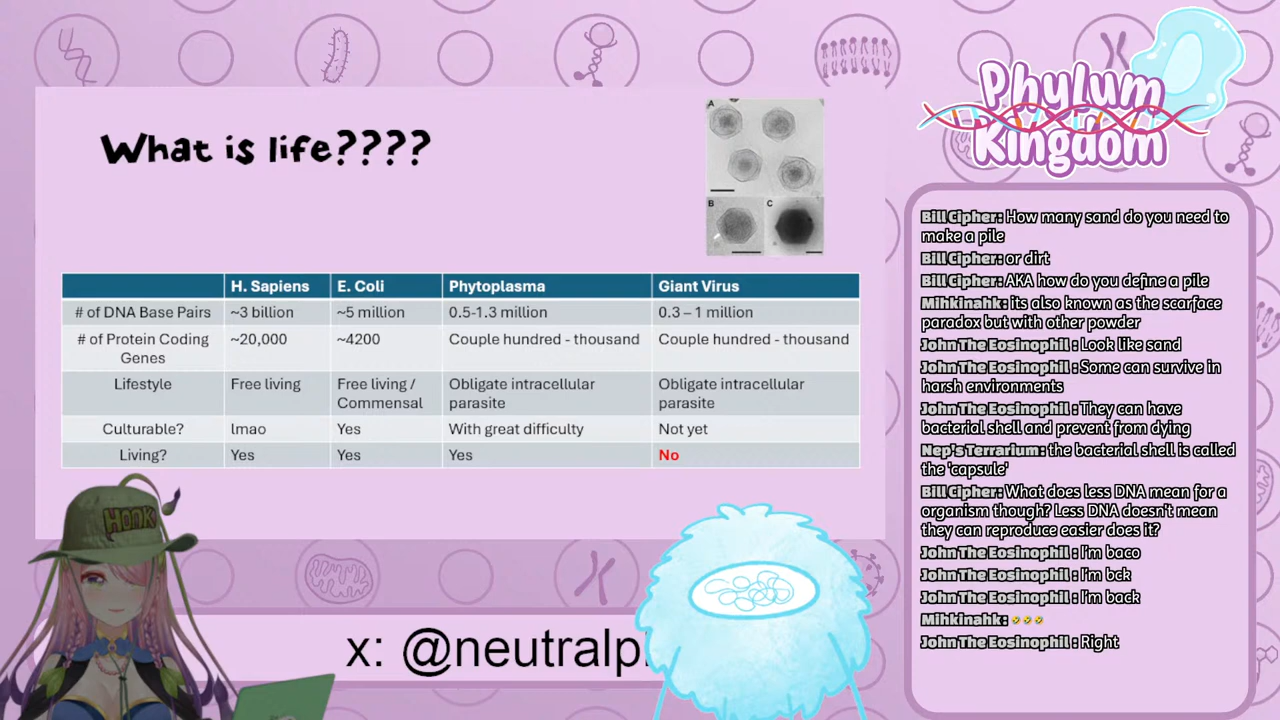 What is life????
A
B
C
H. Sapiens
E. Coli
Phytoplasma
Giant Virus
# of DNA Base Pairs
~3 billion
~5 million
0.5-1.3 million
0.3 – 1 million
# of Protein Coding
Genes
~20,000
~4200
Couple hundred - thousand
Couple hundred - thousand
Lifestyle
Free living
Free living /
Commensal
Obligate intracellular
parasite
Obligate intracellular
parasite
Culturable?
lmao
Yes
With great difficulty
Not yet
Living?
Yes
Yes
Yes
No
Honk
x: @neutralp
Phylum
Kingdom
Bill Cipher: How many sand do you need to
make a pile
Bill Cipher: or dirt
Bill Cipher: AKA how do you define a pile
Mihkinahk: its also known as the scarface
paradox but with other powder
John The Eosinophil : Look like sand
John The Eosinophil : Some can survive in
harsh environments
John The Eosinophil : They can have
bacterial shell and prevent from dying
Nep's Terrarium: the bacterial shell is called
the 'capsule'
Bill Cipher: What does less DNA mean for a
organism though? Less DNA doesn't mean
they can reproduce easier does it?
John The Eosinophil : I'm baco
John The Eosinophil : I'm bck
John The Eosinophil : I'm back
Mihkinahk: 🤣🤣🤣
John The Eosinophil : Right